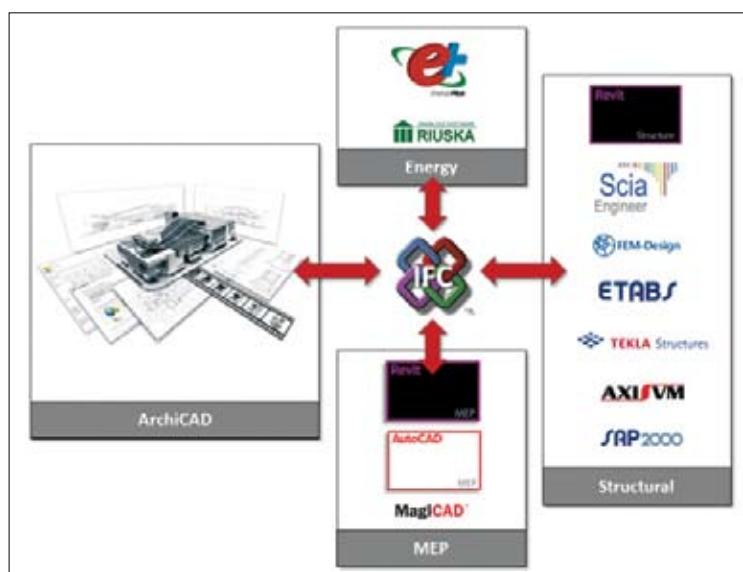 RIUSKA
Energy
IFC
ArchiCAD
Revit
MEP
AutoCAD
MEP
MagiCAD
MEP
Revit
Structure
Scia
Engineer
FEM-Design
ETABS
TEKLA Structures
AXISVM
SAP2000
Structural